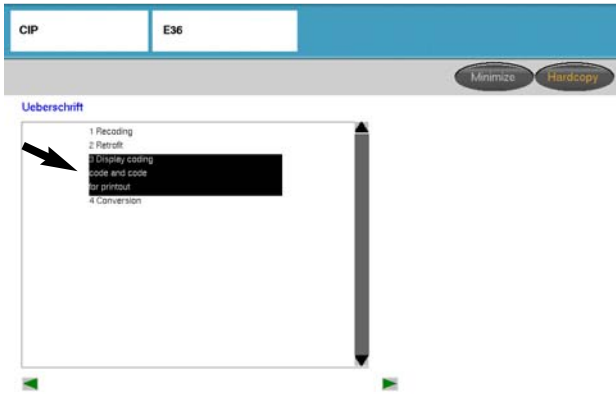 CIP
E36
Minimize
Hardcopy
Ueberschrift
1 Recoding
2 Retrofit
3 Display coding
code and code
for printout
4 Conversion